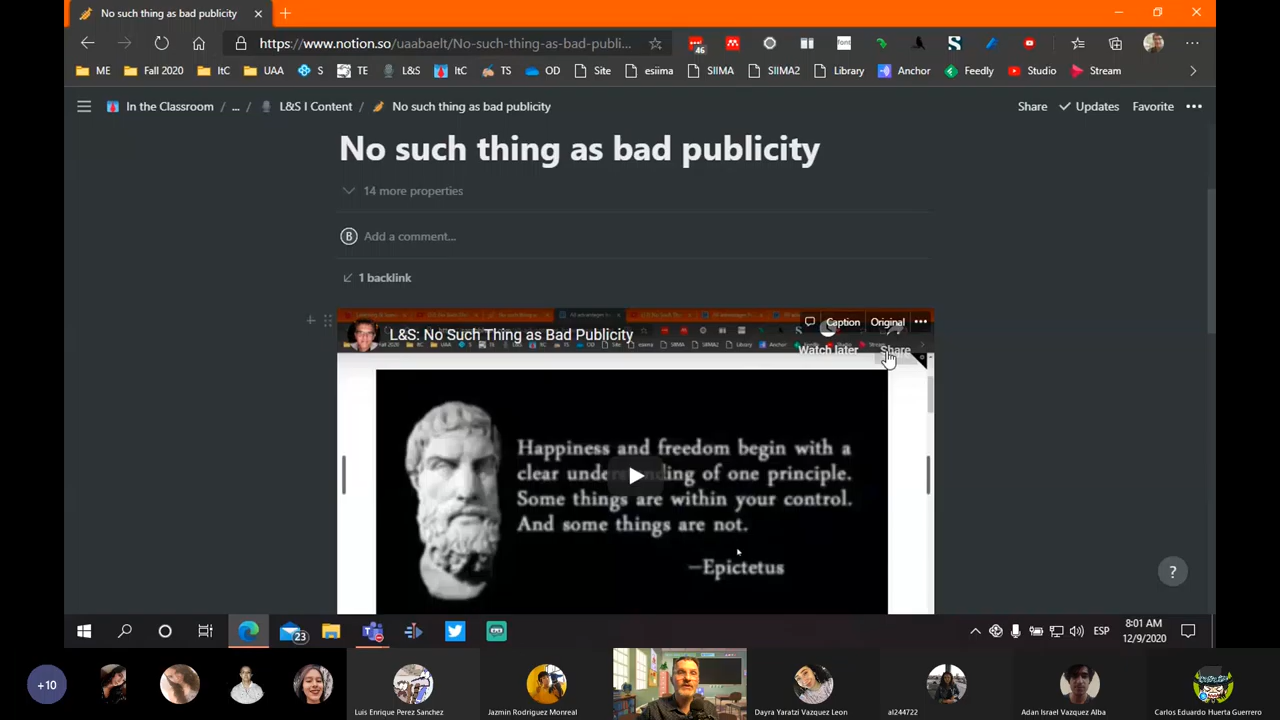 No such thing as bad publicity
https://www.notion.so/uaabaelt/No-such-thing-as-bad-publi...
46
font
ME
Fall 2020
ItC
UAA
S
TE
L&S
ItC
TS
OD
Site
esiima
SIIMA
SIIMA2
Library
Anchor
Feedly
Studio
Stream
In the Classroom / ... / L&S I Content / No such thing as bad publicity
Share
Updates
Favorite
No such thing as bad publicity
14 more properties
B
Add a comment...
1 backlink
L&S: No Such Thing as Bad Publicity
Caption
Original
Watch later
Share
Happiness and freedom begin with a
clear understanding of one principle.
Some things are within your control.
And some things are not.
—Epictetus
?
23
ESP
8:01 AM
12/9/2020
+10
Luis Enrique Perez Sanchez
Jazmin Rodriguez Monreal
Dayra Yaratzi Vazquez Leon
al244722
Adan Israel Vazquez Alba
Carlos Eduardo Huerta Guerrero